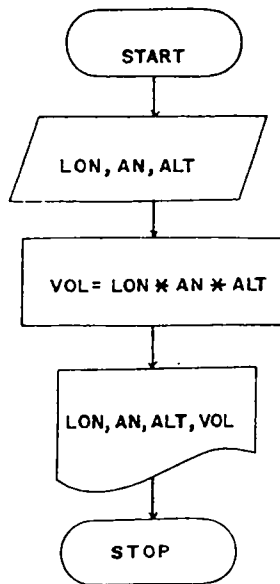 START
LON, AN, ALT
VOL= LON * AN * ALT
LON, AN, ALT, VOL
STOP